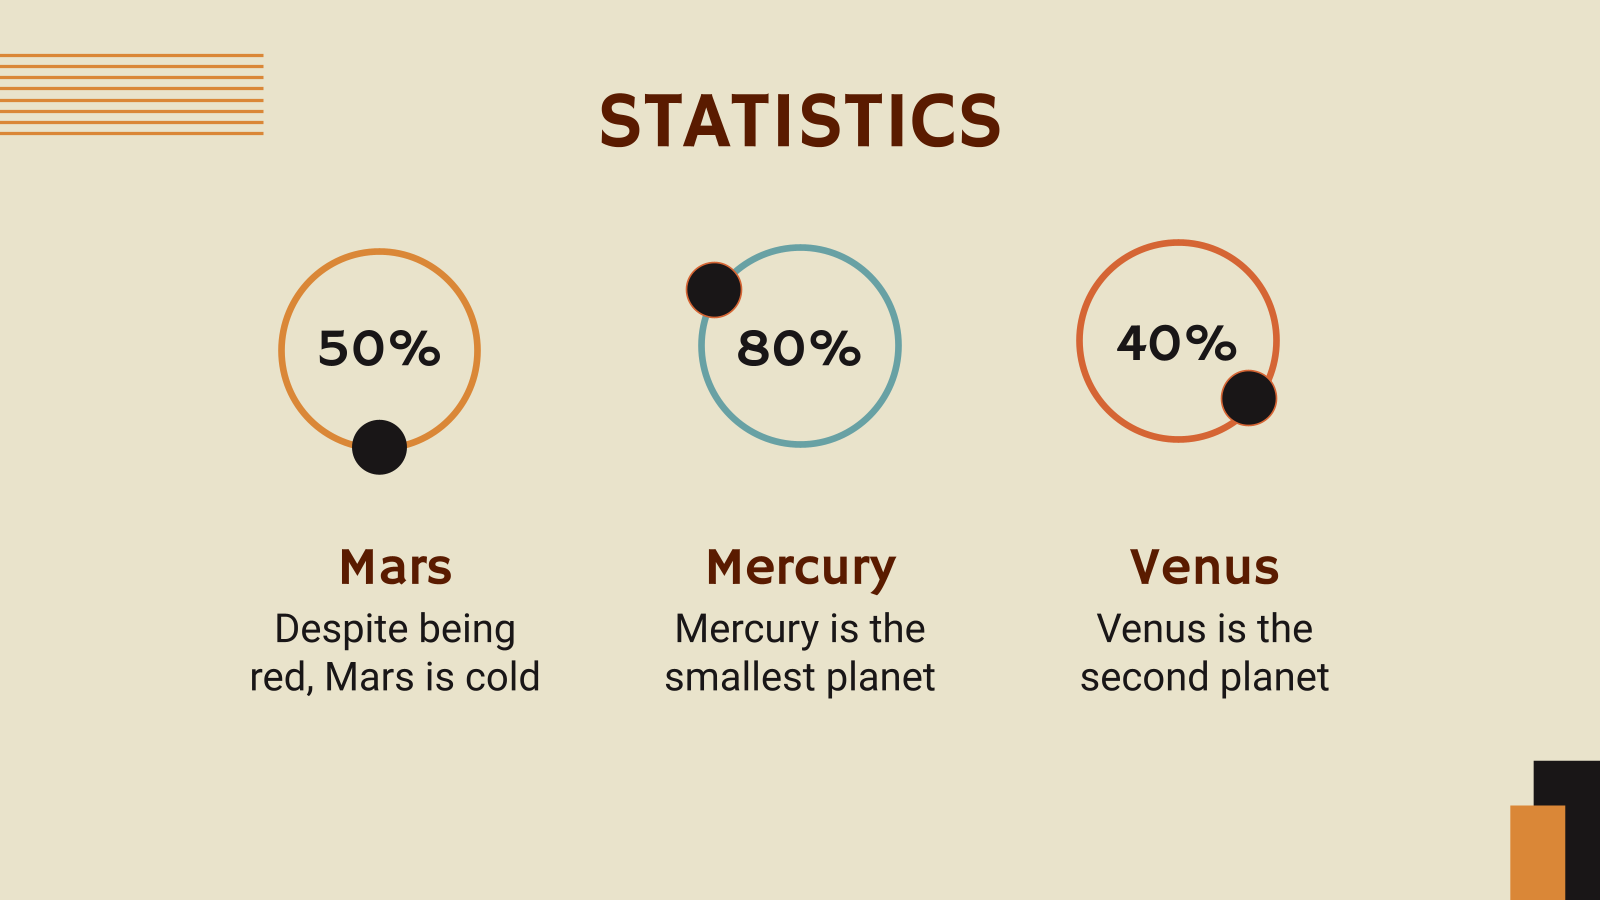 STATISTICS
50%
80%
40%
Mars
Despite being
red, Mars is cold
Mercury
Mercury is the
smallest planet
Venus
Venus is the
second planet